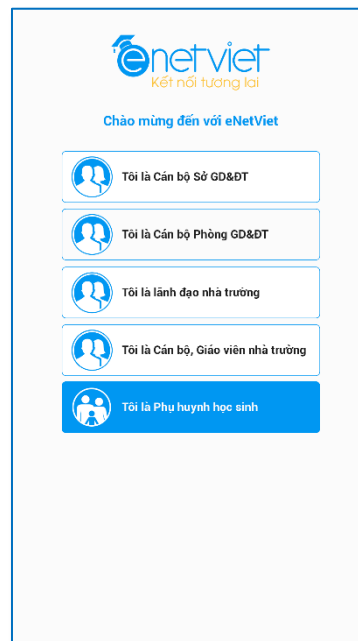 enetviet
Kết nối tương lai
Chào mừng đến với eNetViet
Tôi là Cán bộ Sở GD&ĐT
Tôi là Cán bộ Phòng GD&ĐT
Tôi là lãnh đạo nhà trường
Tôi là Cán bộ, Giáo viên nhà trường
Tôi là Phụ huynh học sinh